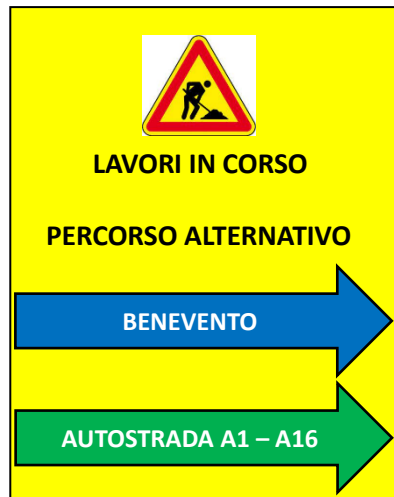 LAVORI IN CORSO
PERCORSO ALTERNATIVO
BENEVENTO
AUTOSTRADA A1 – A16